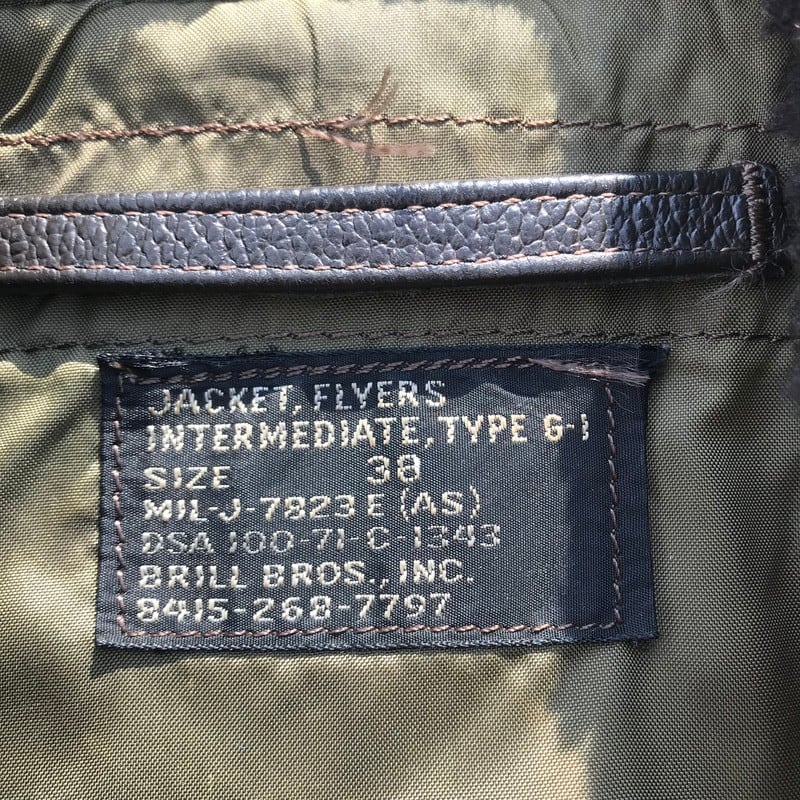 JACKET, FLYERS
INTERMEDIATE, TYPE G-1
SIZE 38
MIL-J-7823 E (AS)
DSA 100-71-C-1343
BRILL BROS., INC.
8415-268-7797